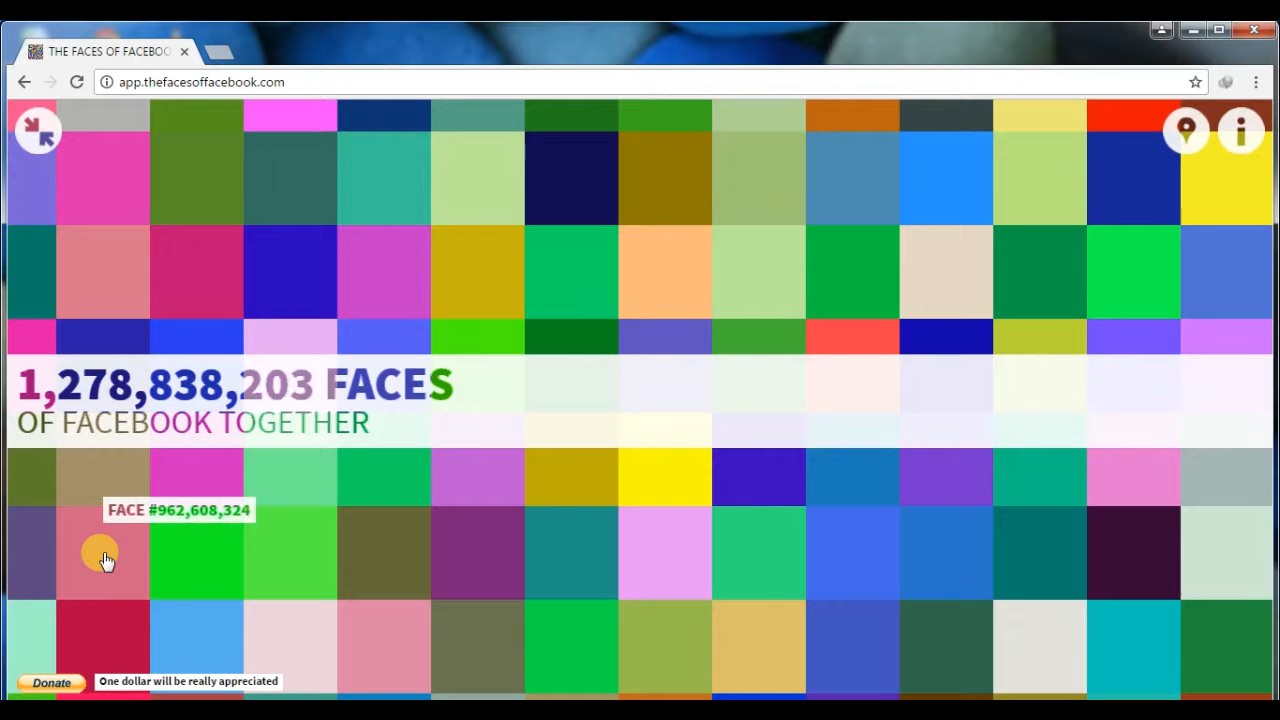 THE FACES OF FACEBOO
app.thefacesoffacebook.com
1,278,838,203 FACES
OF FACEBOOK TOGETHER
FACE #962,608,324
Donate
One dollar will be really appreciated